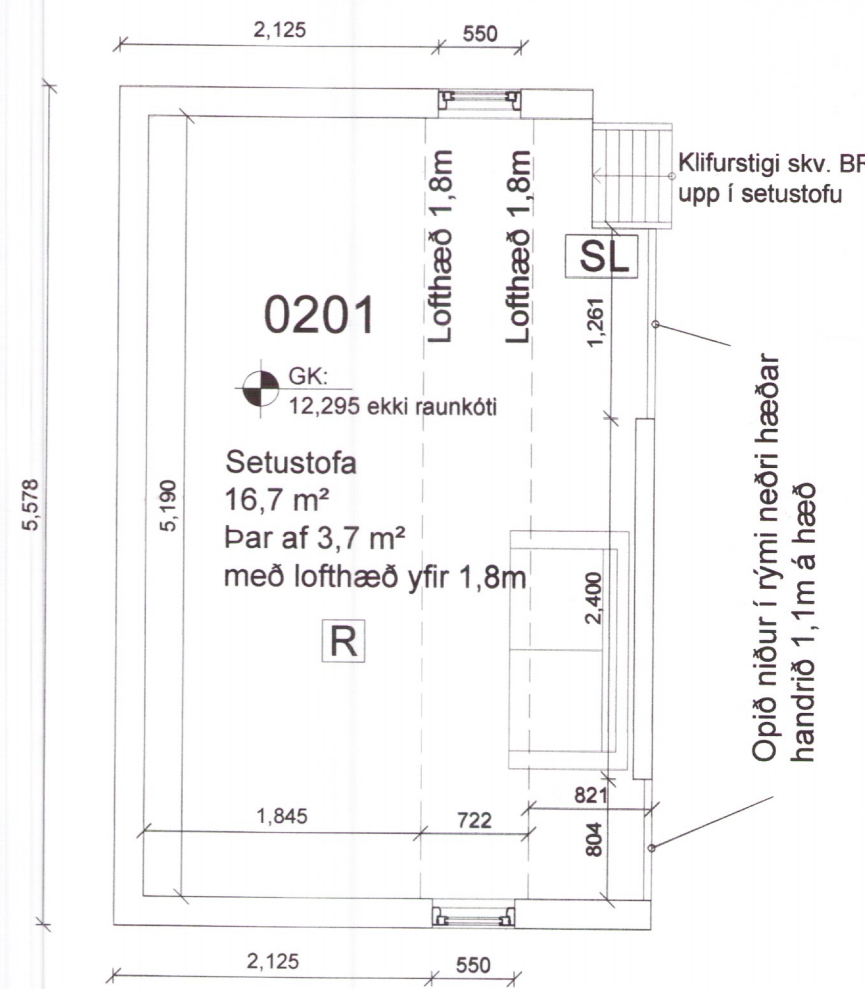 2,125
550
Klifurstigi skv.
upp í setustofu
Lofthæð 1,8m
Lofthæð 1,8m
SL
0201
1,261
GK:
12,295 ekki raunkóti
Setustofa
16,7 m²
Þar af 3,7 m²
með lofthæð yfir 1,8m
5,578
5,190
2,400
R
Opið niður í rými neðri hæðar
handrið 1,1m á hæð
1,845
722
821
804
2,125
550